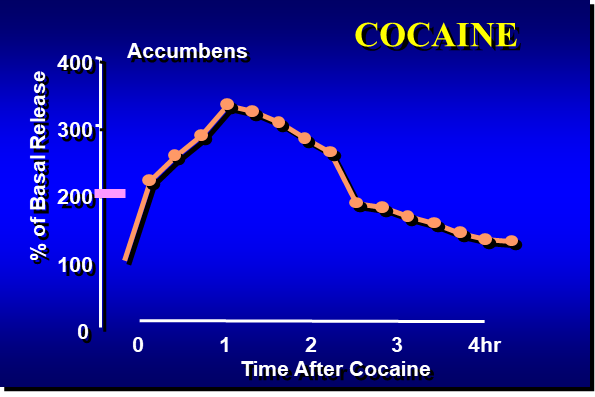 COCAINE
Accumbens
% of Basal Release
400
300
200
100
0
0 1 2 3 4hr
Time After Cocaine